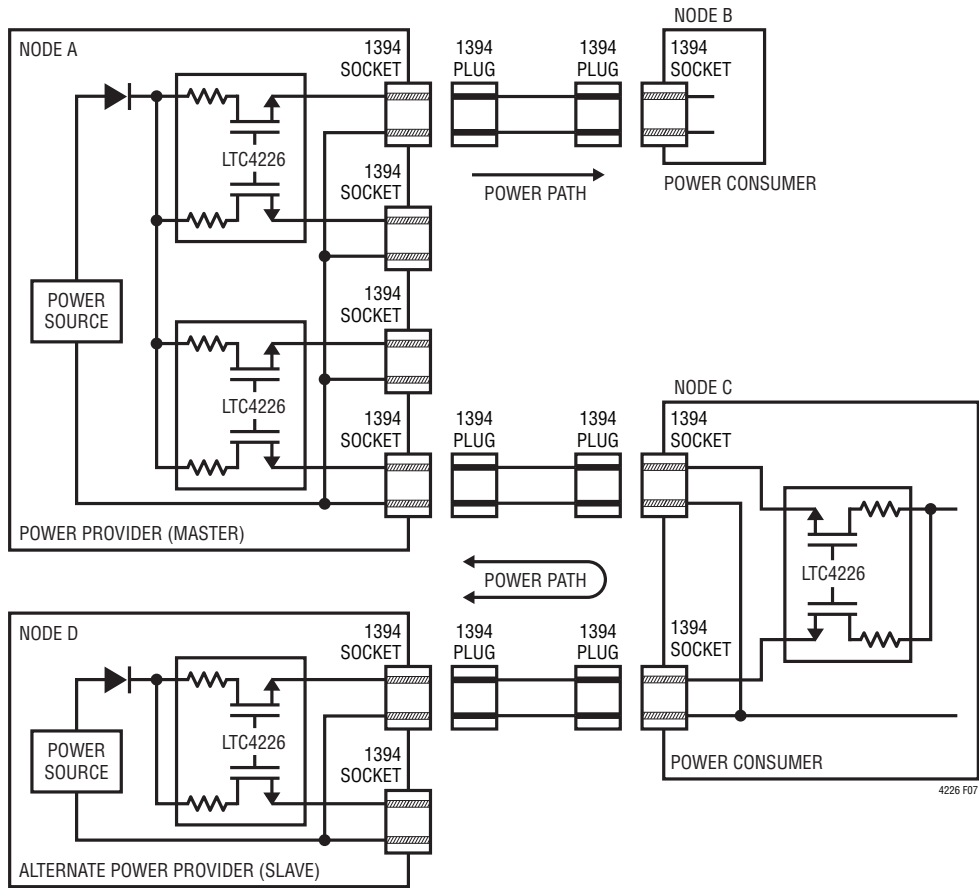 NODE B
NODE A
1394
SOCKET
1394
PLUG
1394
PLUG
1394
SOCKET
LTC4226
1394
SOCKET
POWER PATH
POWER CONSUMER
1394
SOCKET
POWER
SOURCE
LTC4226
1394
SOCKET
1394
PLUG
1394
PLUG
NODE C
1394
SOCKET
POWER PROVIDER (MASTER)
LTC4226
POWER PATH
NODE D
1394
SOCKET
1394
PLUG
1394
PLUG
1394
SOCKET
LTC4226
1394
SOCKET
POWER
SOURCE
POWER CONSUMER
4226 F07
ALTERNATE POWER PROVIDER (SLAVE)